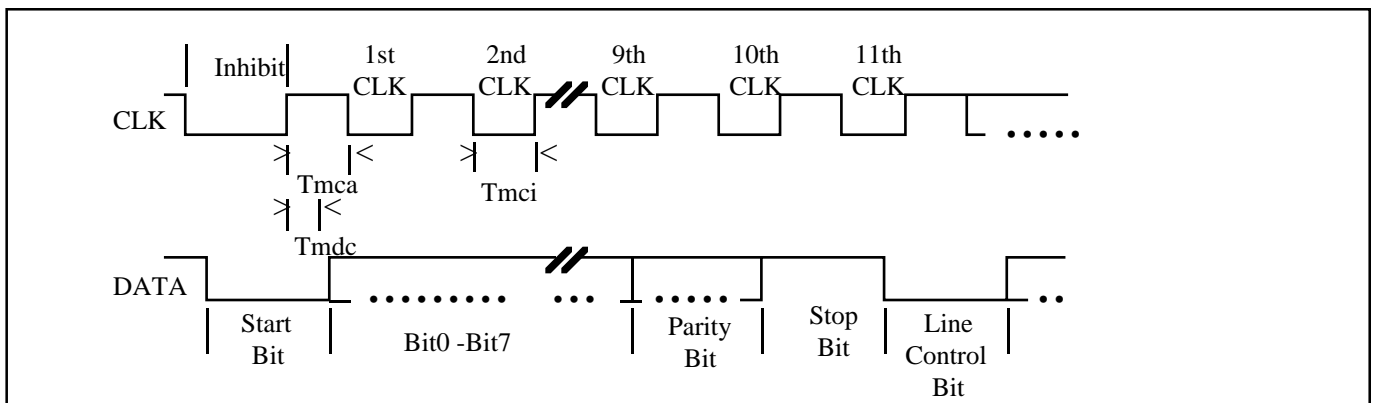 Inhibit
1st
CLK
2nd
CLK
9th
CLK
10th
CLK
11th
CLK
CLK
Tmca
Tmci
Tmdc
DATA
Start
Bit
Bit0 -Bit7
Parity
Bit
Stop
Bit
Line
Control
Bit